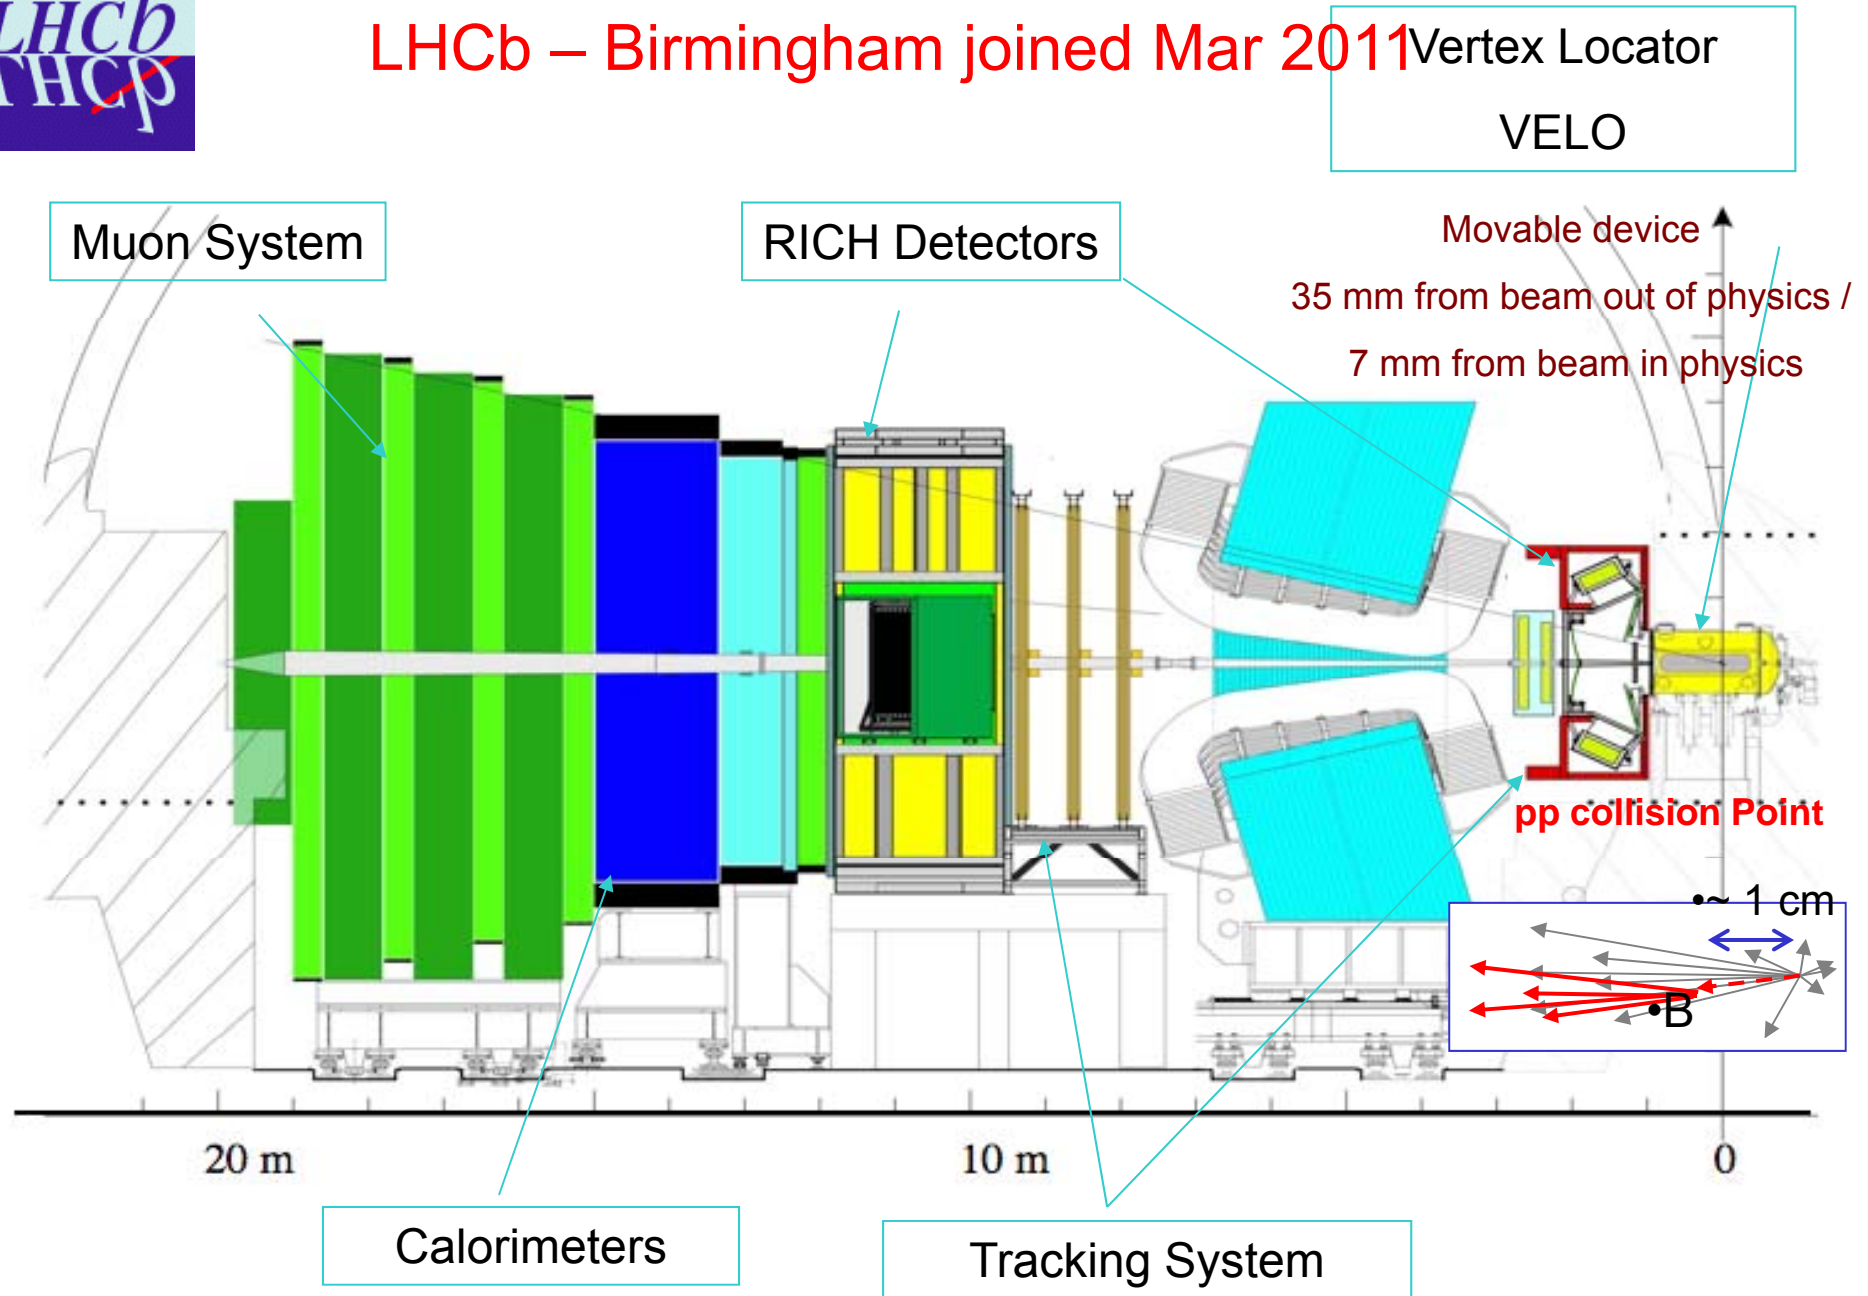 LHCb
LHCb – Birmingham joined Mar 2011
Vertex Locator
VELO
Muon System
RICH Detectors
Movable device
35 mm from beam out of physics /
7 mm from beam in physics
pp collision Point
•~ 1 cm
•B
20 m
10 m
0
Calorimeters
Tracking System